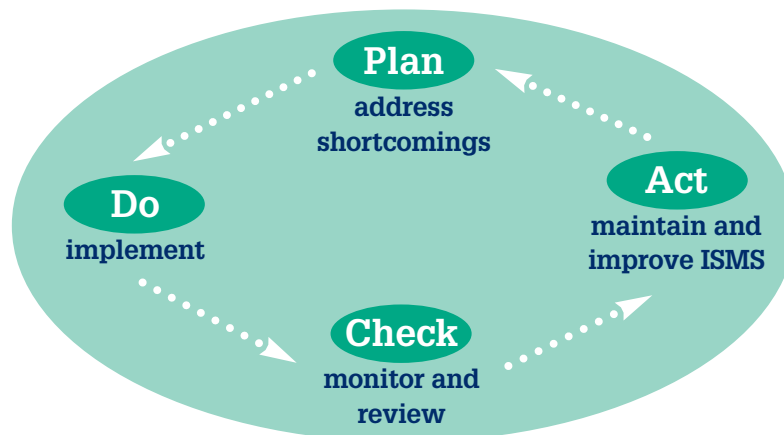 Plan
address
shortcomings
Do
implement
Check
monitor and
review
Act
maintain and
improve ISMS